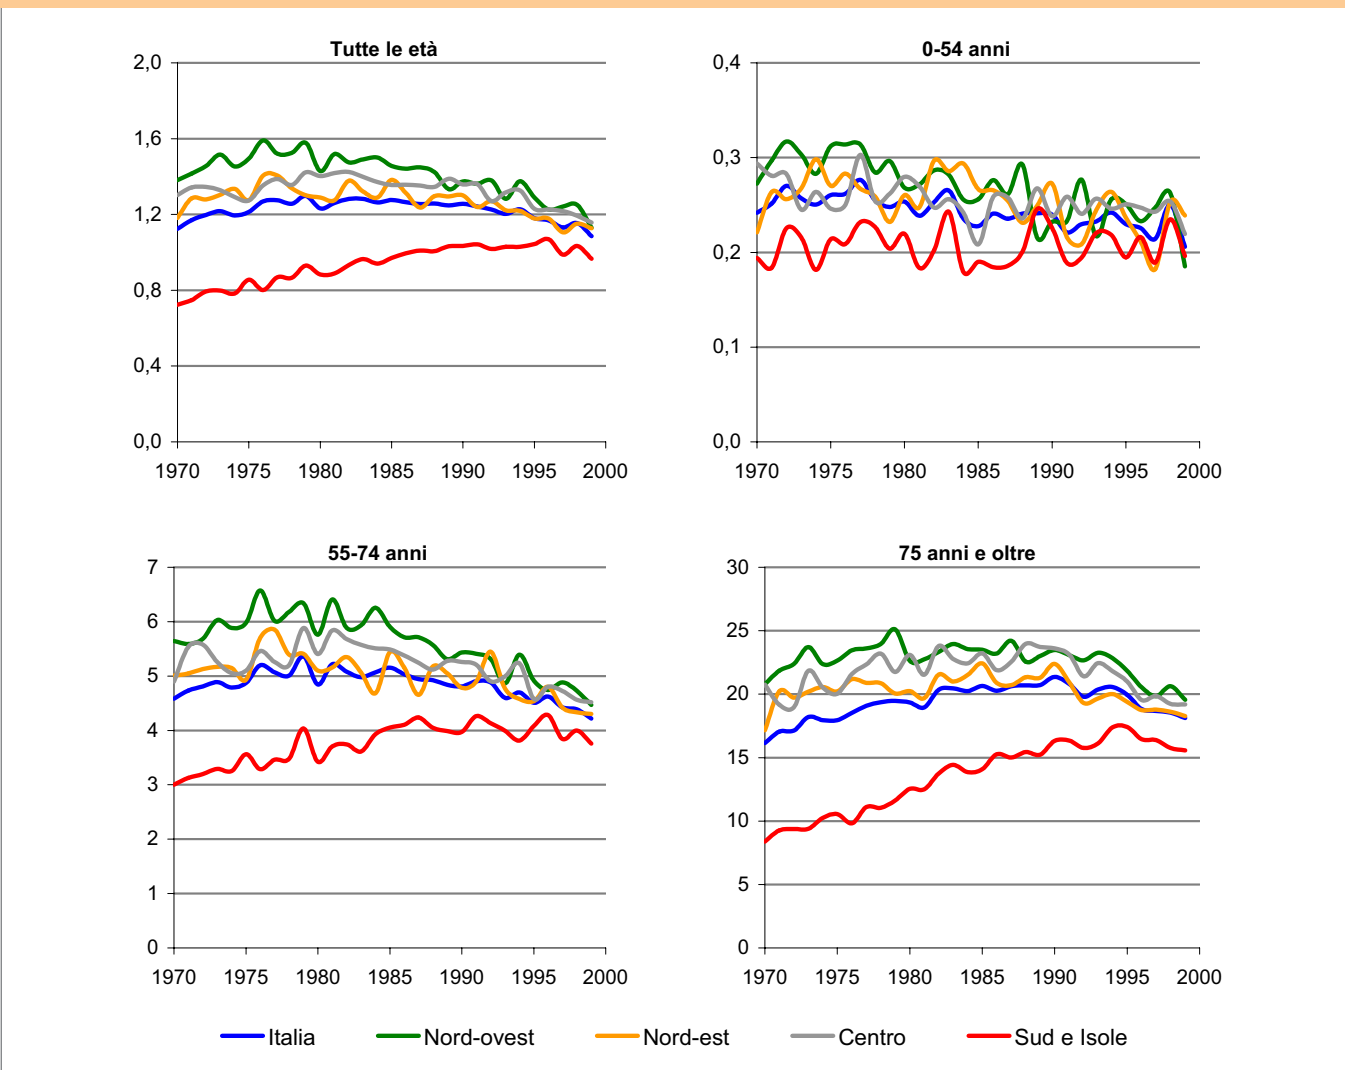 Tutte le età
2,0
1,6
1,2
0,8
0,4
0,0
1970 1975 1980 1985 1990 1995 2000
0-54 anni
0,4
0,3
0,2
0,1
0,0
1970 1975 1980 1985 1990 1995 2000
55-74 anni
7
6
5
4
3
2
1
0
1970 1975 1980 1985 1990 1995 2000
75 anni e oltre
30
25
20
15
10
5
0
1970 1975 1980 1985 1990 1995 2000
Italia Nord-ovest Nord-est Centro Sud e Isole